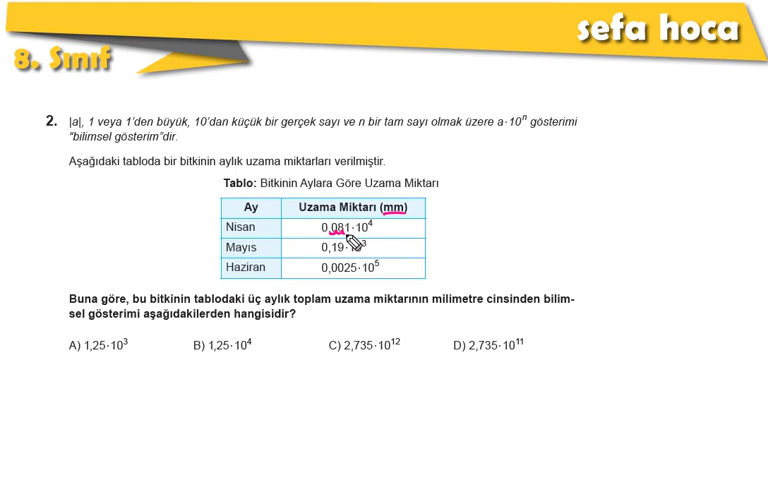 sefa hoca
8. Sınıf
2. |a|, 1 veya 1'den büyük, 10'dan küçük bir gerçek sayı ve n bir tam sayı olmak üzere a·10ⁿ gösterimi
"bilimsel gösterim"dir.
Aşağıdaki tabloda bir bitkinin aylık uzama miktarları verilmiştir.
Tablo: Bitkinin Aylara Göre Uzama Miktarı
Ay Uzama Miktarı (mm)
Nisan 0,081·10⁴
Mayıs 0,19·
Haziran 0,0025·10⁵
Buna göre, bu bitkinin tablodaki üç aylık toplam uzama miktarının milimetre cinsinden bilim-
sel gösterimi aşağıdakilerden hangisidir?
A) 1,25·10³ B) 1,25·10⁴ C) 2,735·10¹² D) 2,735·10¹¹